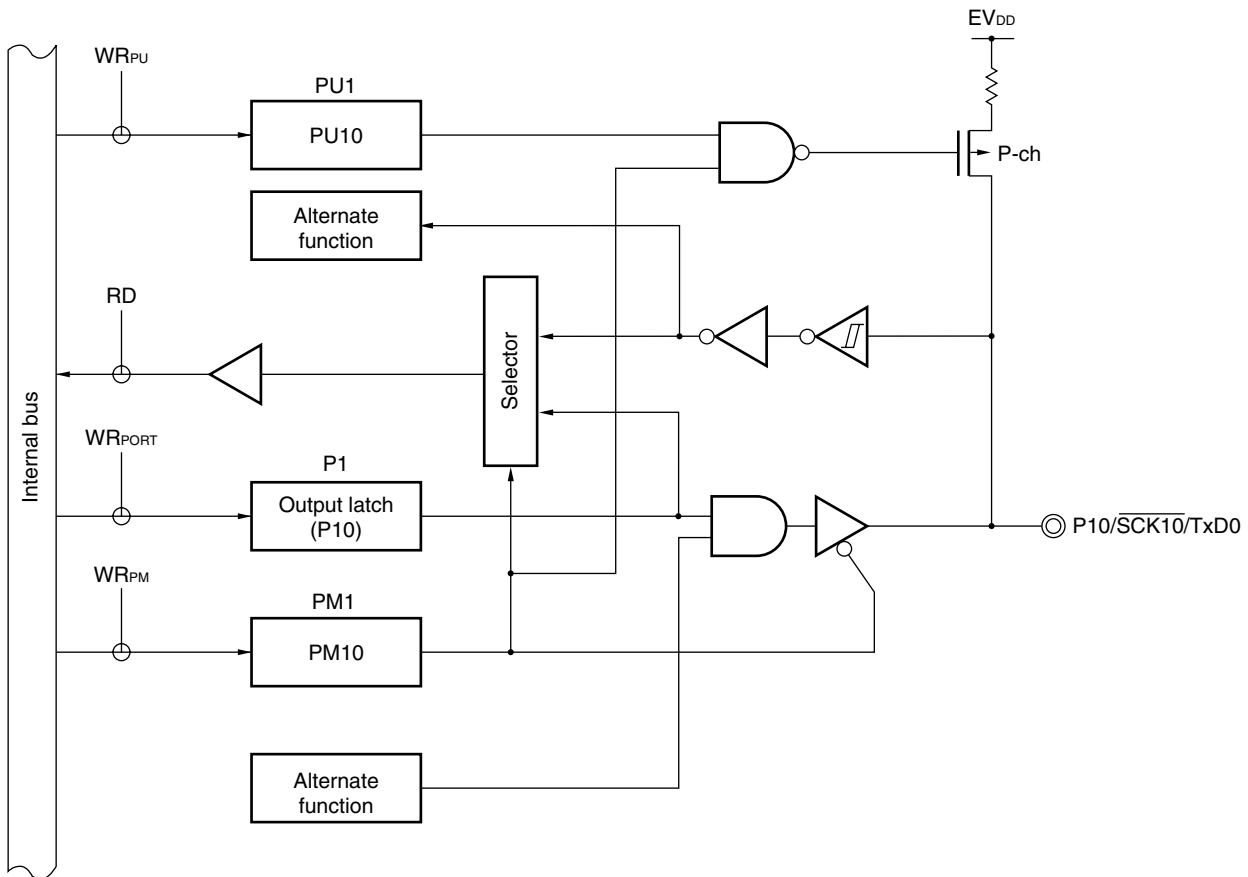 EVDD
WRPU
PU1
PU10
P-ch
Alternate
function
RD
Selector
Internal bus
WRPORT
P1
Output latch
(P10)
P10/SCK10/TxD0
WRPM
PM1
PM10
Alternate
function